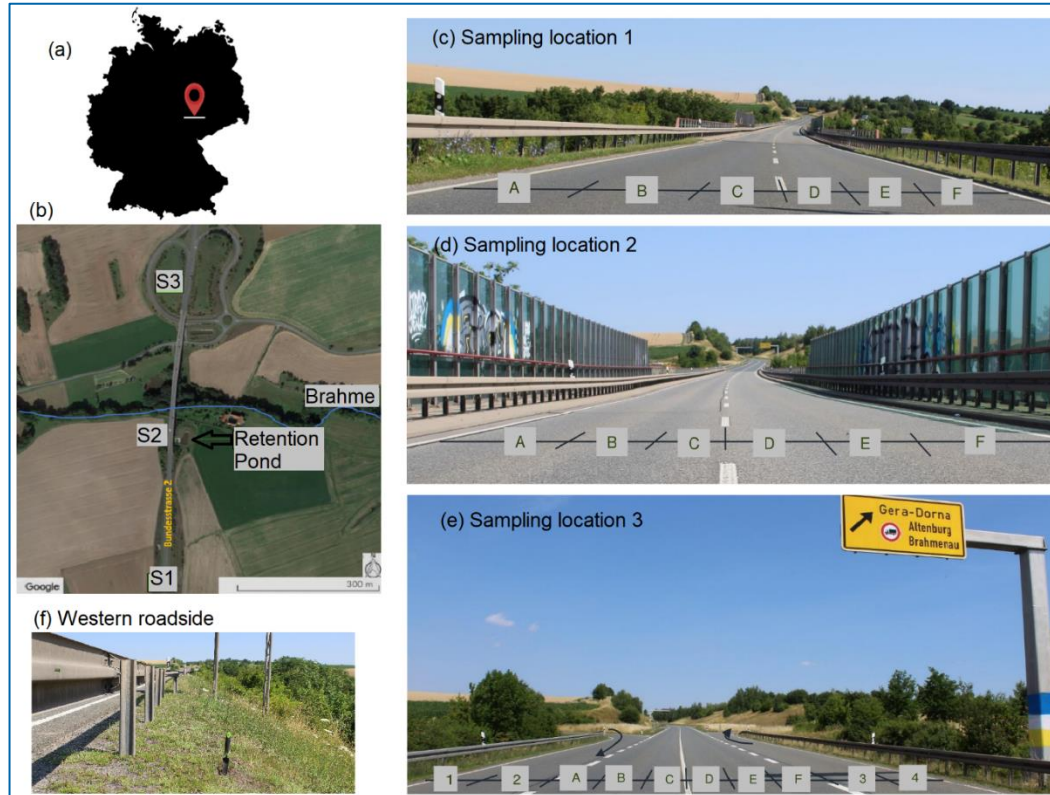 (a)
(b)
S3
Brahme
S2
Retention
Pond
Bundesstrasse 2
S1
Google
300 m
(f) Western roadside
(c) Sampling location 1
A B C D E F
(d) Sampling location 2
A B C D E F
(e) Sampling location 3
Gera-Dorna
Altenburg
Brahmenau
1 2 A B C D E F 3 4